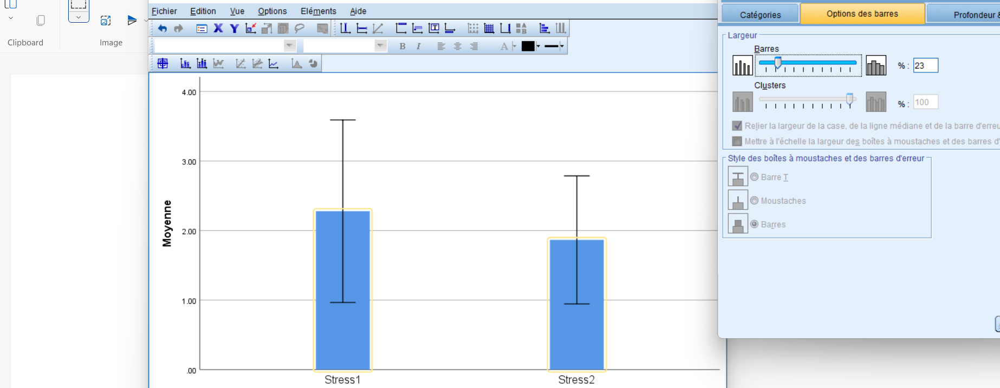 Clipboard
Image
Fichier Edition Vue Options Eléments Aide
X Y
B I A
4.00
3.00
2.00
1.00
.00
Moyenne
Stress1 Stress2
Catégories Options des barres Profondeur &
Largeur
Barres
% : 23
Clusters
% : 100
Relier la largeur de la case, de la ligne médiane et de la barre d'erreu
Mettre à l'échelle la largeur des boîtes à moustaches et des barres d'
Style des boîtes à moustaches et des barres d'erreur
Barre T
Moustaches
Barres